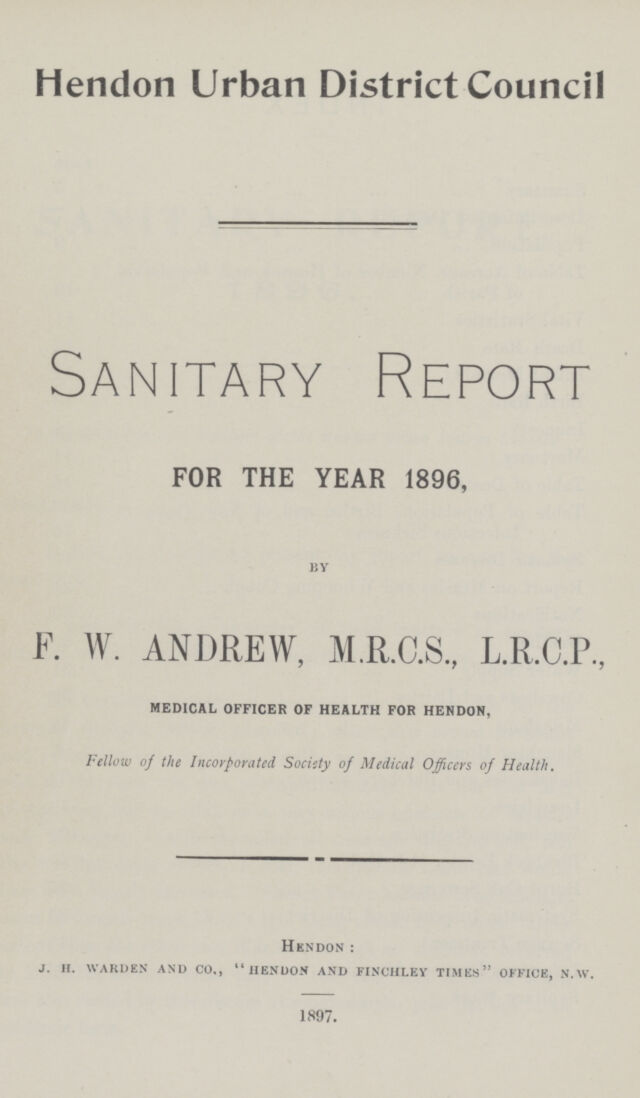 Hendon Urban District Council
SANITARY REPORT
FOR THE YEAR 1896,
BY
F. W. ANDREW, M.R.C.S., L.R.C.P.,
MEDICAL OFFICER OF HEALTH FOR HENDON,
Fellow of the Incorporated Society of Medical Officers of Health.
HENDON:
J. H. WARDEN AND CO., "HENDON AND FINCHLEY TIMES" OFFICE, N.W.
1897.